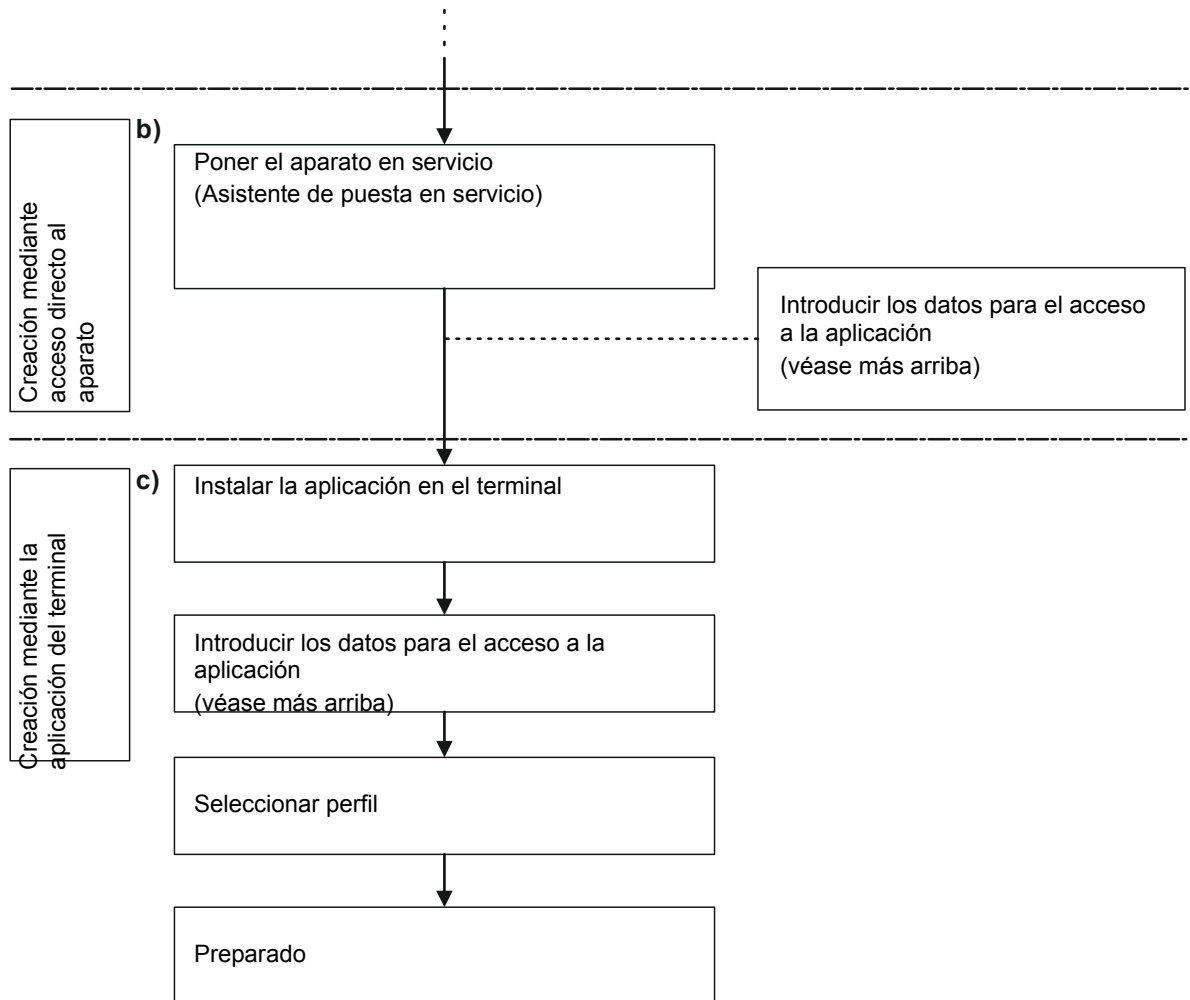 b)
Creación mediante
acceso directo al
aparato
Poner el aparato en servicio
(Asistente de puesta en servicio)
Introducir los datos para el acceso
a la aplicación
(véase más arriba)
c)
Creación mediante la
aplicación del terminal
Instalar la aplicación en el terminal
Introducir los datos para el acceso a la
aplicación
(véase más arriba)
Seleccionar perfil
Preparado